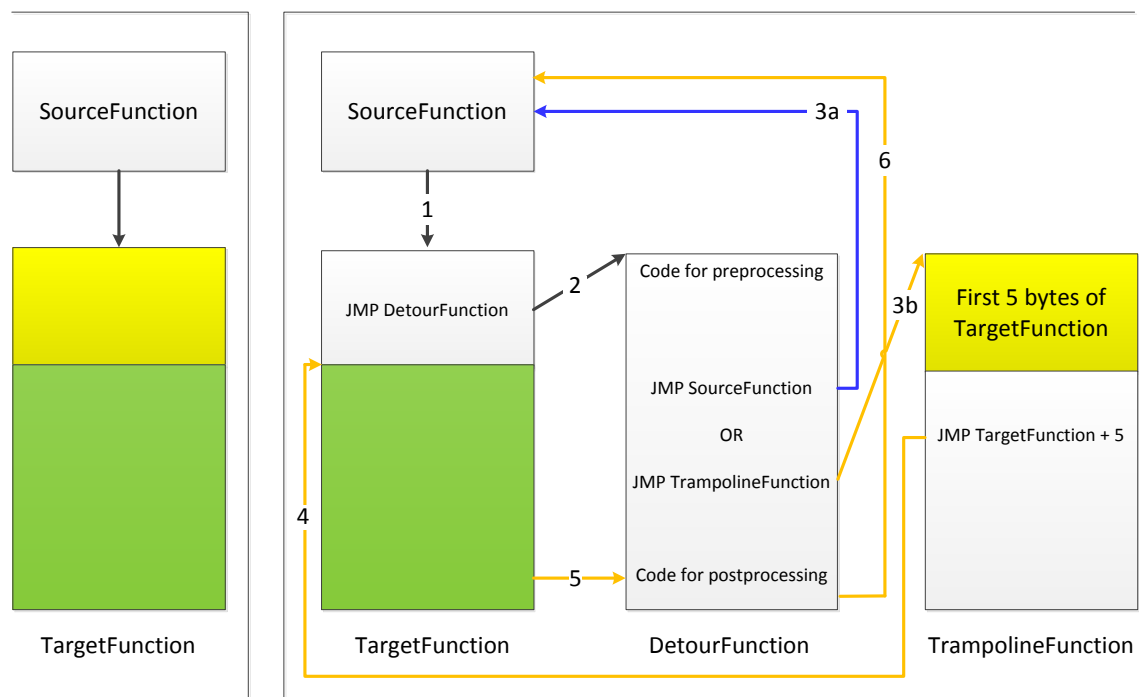 SourceFunction
TargetFunction
SourceFunction
3a
6
1
JMP DetourFunction
2
Code for preprocessing
3b
First 5 bytes of
TargetFunction
JMP SourceFunction
OR
JMP TrampolineFunction
JMP TargetFunction + 5
4
5
Code for postprocessing
TargetFunction
DetourFunction
TrampolineFunction